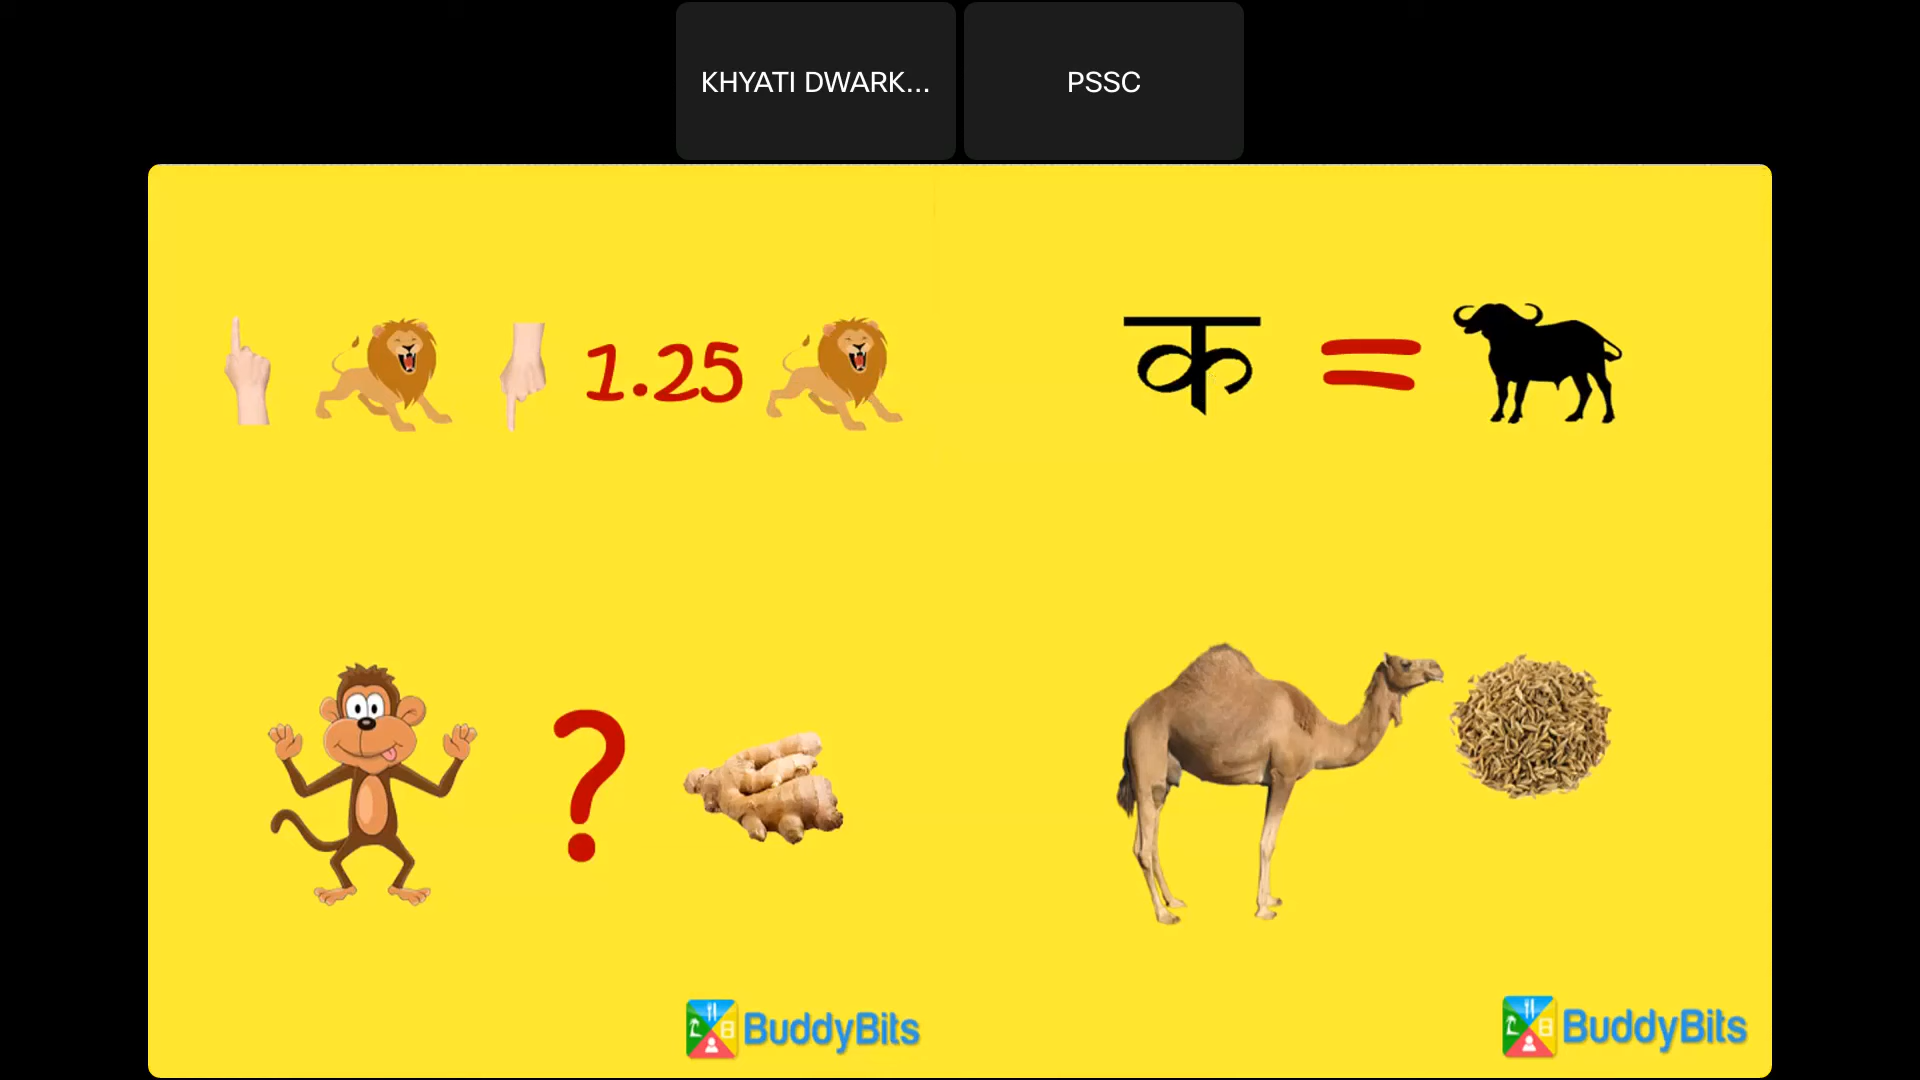 KHYATI DWARK...
PSSC
1.25
क =
?
BuddyBits
BuddyBits